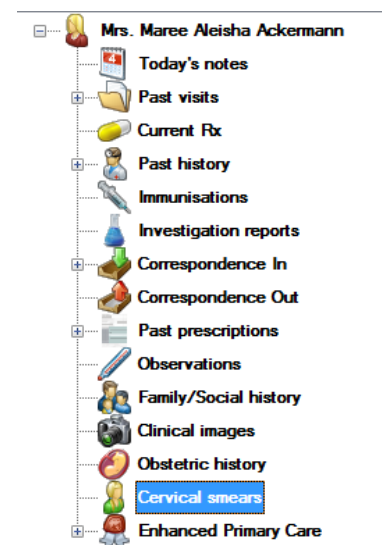 Mrs. Maree Aleisha Ackermann
4
Today's notes
Past visits
Current Rx
Past history
Immunisations
Investigation reports
Correspondence In
Correspondence Out
Past prescriptions
Observations
Family/Social history
Clinical images
Obstetric history
Cervical smears
Enhanced Primary Care